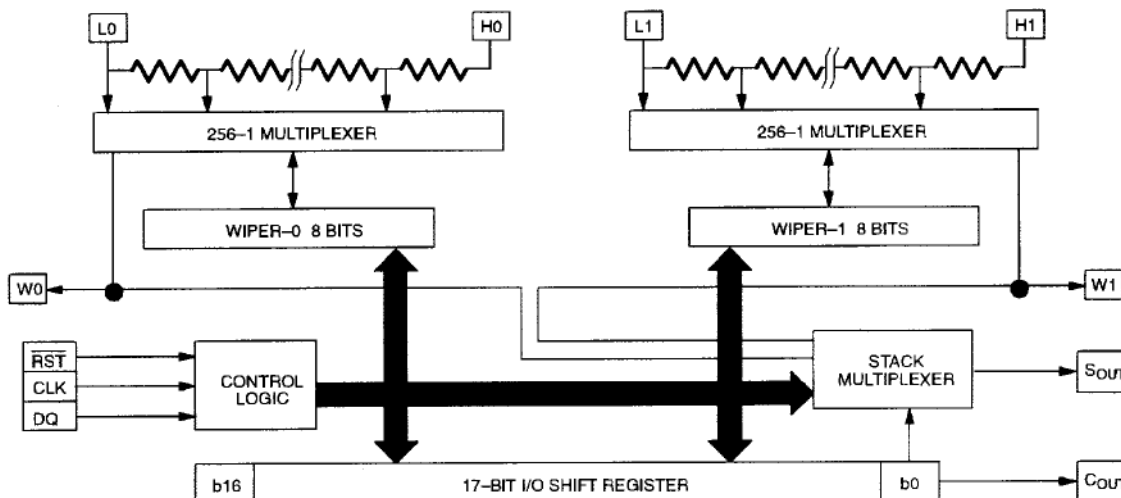 L0 H0 L1 H1
256–1 MULTIPLEXER 256–1 MULTIPLEXER
WIPER–0 8 BITS WIPER–1 8 BITS
W0 W1
RST
CLK
DQ
CONTROL
LOGIC
STACK
MULTIPLEXER
SOUT
b16 17–BIT I/O SHIFT REGISTER b0 COUT